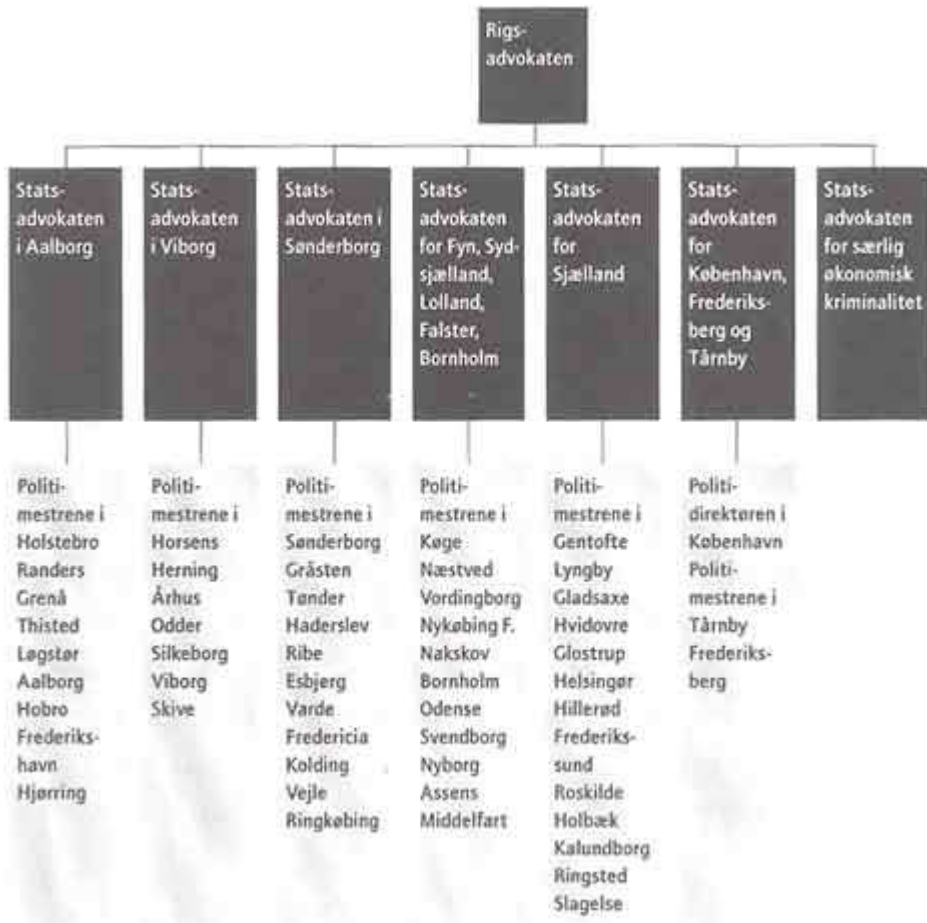 Rigs-
advokaten
Stats-
advokaten
i Aalborg
Stats-
advokaten
i Viborg
Stats-
advokaten i
Sønderborg
Stats-
advokaten
for Fyn, Syd-
sjælland,
Lolland,
Falster,
Bornholm
Stats-
advokaten
for
Sjælland
Stats-
advokaten
for
København,
Frederiks-
berg og
Tårnby
Stats-
advokaten
for særlig
økonomisk
kriminalitet
Politi-
mestrene i
Holstebro
Randers
Grenå
Thisted
Løgstør
Aalborg
Hobro
Frederiks-
havn
Hjørring
Politi-
mestrene i
Horsens
Herning
Århus
Odder
Silkeborg
Viborg
Skive
Politi-
mestrene i
Sønderborg
Gråsten
Tønder
Haderslev
Ribe
Esbjerg
Varde
Fredericia
Kolding
Vejle
Ringkøbing
Politi-
mestrene i
Køge
Næstved
Vordingborg
Nykøbing F.
Nakskov
Bornholm
Odense
Svendborg
Nyborg
Assens
Middelfart
Politi-
mestrene i
Gentofte
Lyngby
Gladsaxe
Hvidovre
Glostrup
Helsingør
Hillerød
Frederiks-
sund
Roskilde
Holbæk
Kalundborg
Ringsted
Slagelse
Politi-
direktøren i
København
Politi-
mestrene i
Tårnby
Frederiks-
berg